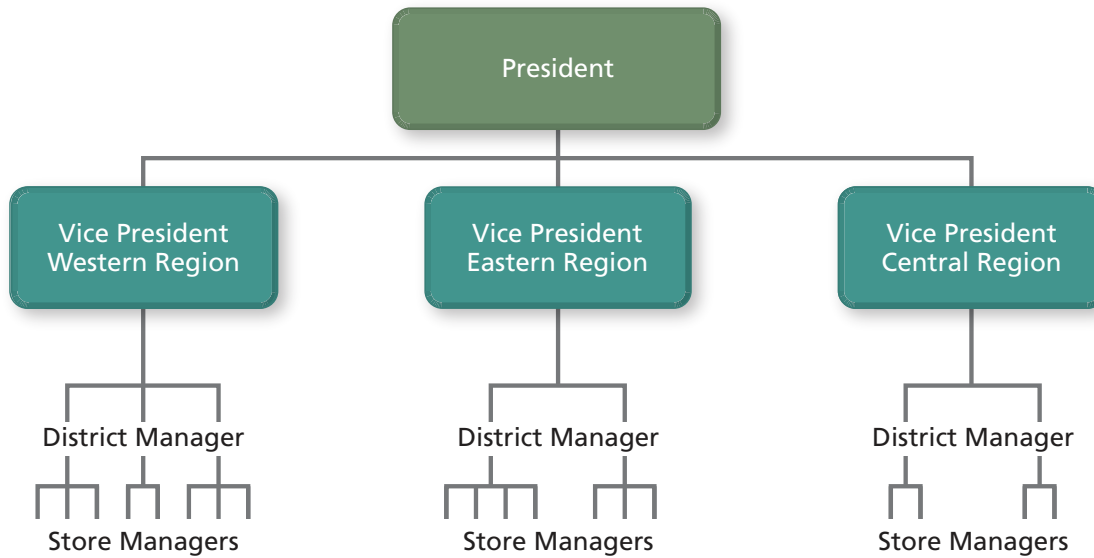 President
Vice President
Western Region
Vice President
Eastern Region
Vice President
Central Region
District Manager
District Manager
District Manager
Store Managers
Store Managers
Store Managers